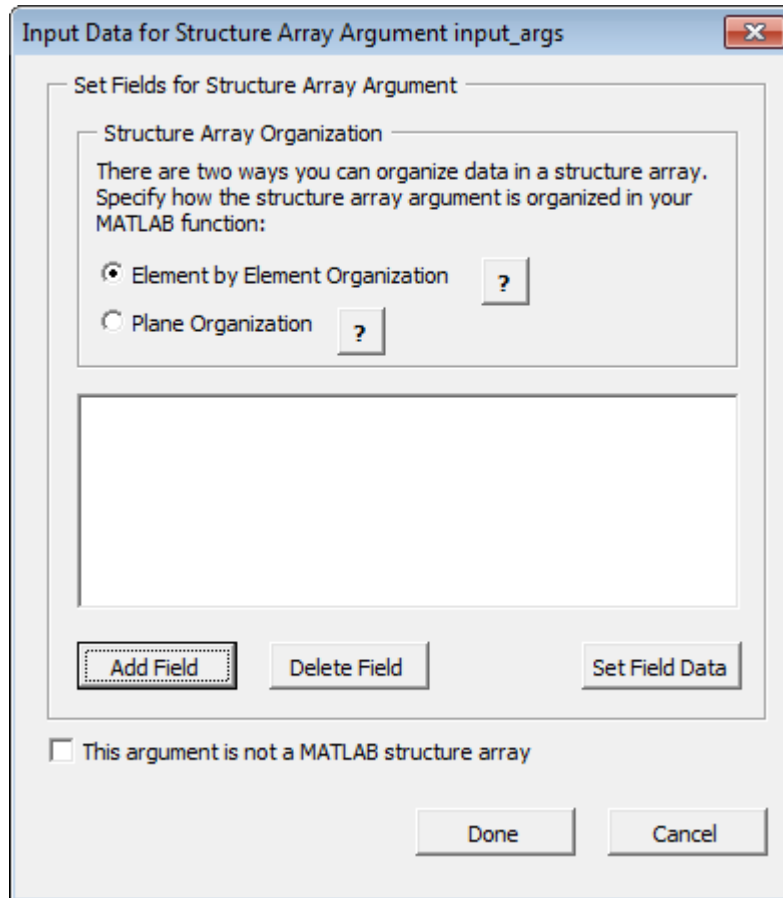 Input Data for Structure Array Argument input_args
Set Fields for Structure Array Argument
Structure Array Organization
There are two ways you can organize data in a structure array.
Specify how the structure array argument is organized in your
MATLAB function:
Element by Element Organization ?
Plane Organization ?
Add Field Delete Field Set Field Data
This argument is not a MATLAB structure array
Done Cancel